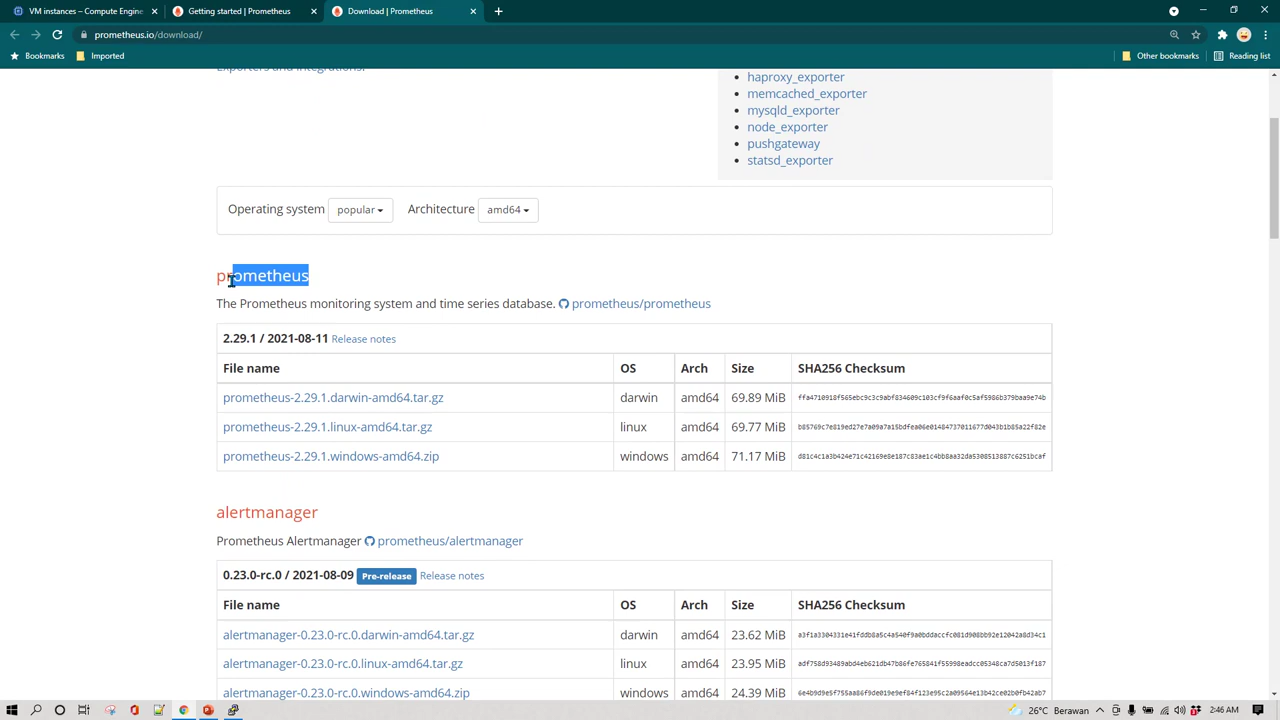 VM instances – Compute Engine
Getting started | Prometheus
Download | Prometheus
prometheus.io/download/
Bookmarks
Imported
Other bookmarks
Reading list
Exporters and integrations.
haproxy_exporter
memcached_exporter
mysqld_exporter
node_exporter
pushgateway
statsd_exporter
Operating system popular Architecture amd64
prometheus
The Prometheus monitoring system and time series database. prometheus/prometheus
2.29.1 / 2021-08-11 Release notes
File name OS Arch Size SHA256 Checksum
prometheus-2.29.1.darwin-amd64.tar.gz darwin amd64 69.89 MiB
prometheus-2.29.1.linux-amd64.tar.gz linux amd64 69.77 MiB
prometheus-2.29.1.windows-amd64.zip windows amd64 71.17 MiB
alertmanager
Prometheus Alertmanager prometheus/alertmanager
0.23.0-rc.0 / 2021-08-09 Pre-release Release notes
File name OS Arch Size SHA256 Checksum
alertmanager-0.23.0-rc.0.darwin-amd64.tar.gz darwin amd64 23.62 MiB
alertmanager-0.23.0-rc.0.linux-amd64.tar.gz linux amd64 23.95 MiB
alertmanager-0.23.0-rc.0.windows-amd64.zip windows amd64 24.39 MiB
26°C Berawan
2:46 AM